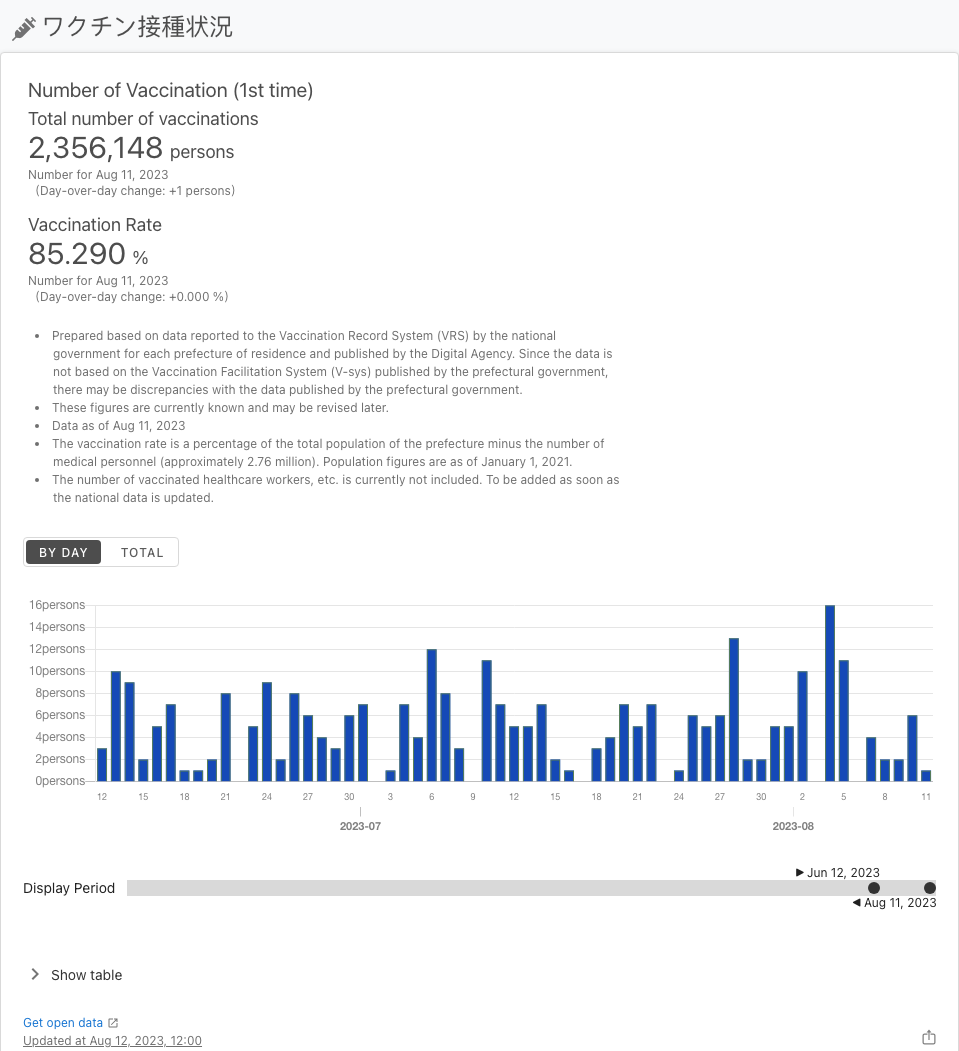 ワクチン接種状況
Number of Vaccination (1st time)
Total number of vaccinations
2,356,148 persons
Number for Aug 11, 2023
(Day-over-day change: +1 persons)
Vaccination Rate
85.290 %
Number for Aug 11, 2023
(Day-over-day change: +0.000 %)
• Prepared based on data reported to the Vaccination Record System (VRS) by the national
government for each prefecture of residence and published by the Digital Agency. Since the data is
not based on the Vaccination Facilitation System (V-sys) published by the prefectural government,
there may be discrepancies with the data published by the prefectural government.
• These figures are currently known and may be revised later.
• Data as of Aug 11, 2023
• The vaccination rate is a percentage of the total population of the prefecture minus the number of
medical personnel (approximately 2.76 million). Population figures are as of January 1, 2021.
• The number of vaccinated healthcare workers, etc. is currently not included. To be added as soon as
the national data is updated.
BY DAY TOTAL
16persons
14persons
12persons
10persons
8persons
6persons
4persons
2persons
0persons
12 15 18 21 24 27 30 3 6 9 12 15 18 21 24 27 30 2 5 8 11
2023-07 2023-08
Jun 12, 2023
Display Period
Aug 11, 2023
Show table
Get open data
Updated at Aug 12, 2023, 12:00